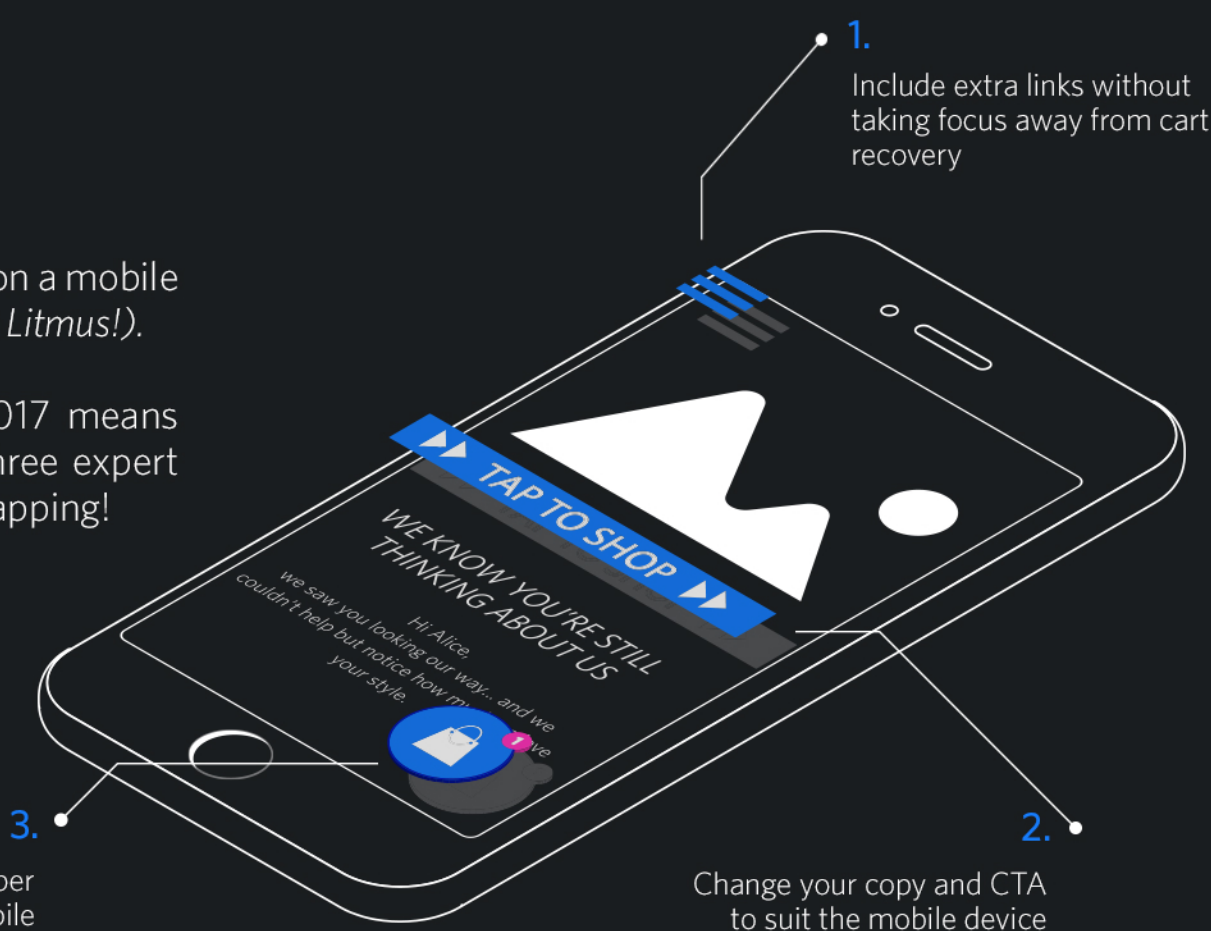 1.
Include extra links without
taking focus away from cart
recovery
on a mobile
Litmus!).
017 means
hree expert
apping!
TAP TO SHOP
WE KNOW YOU'RE STILL
THINKING ABOUT US
Hi Alice,
we saw you looking our way... and we
couldn't help but notice how
your style.
1
3.
2.
Change your copy and CTA
to suit the mobile device